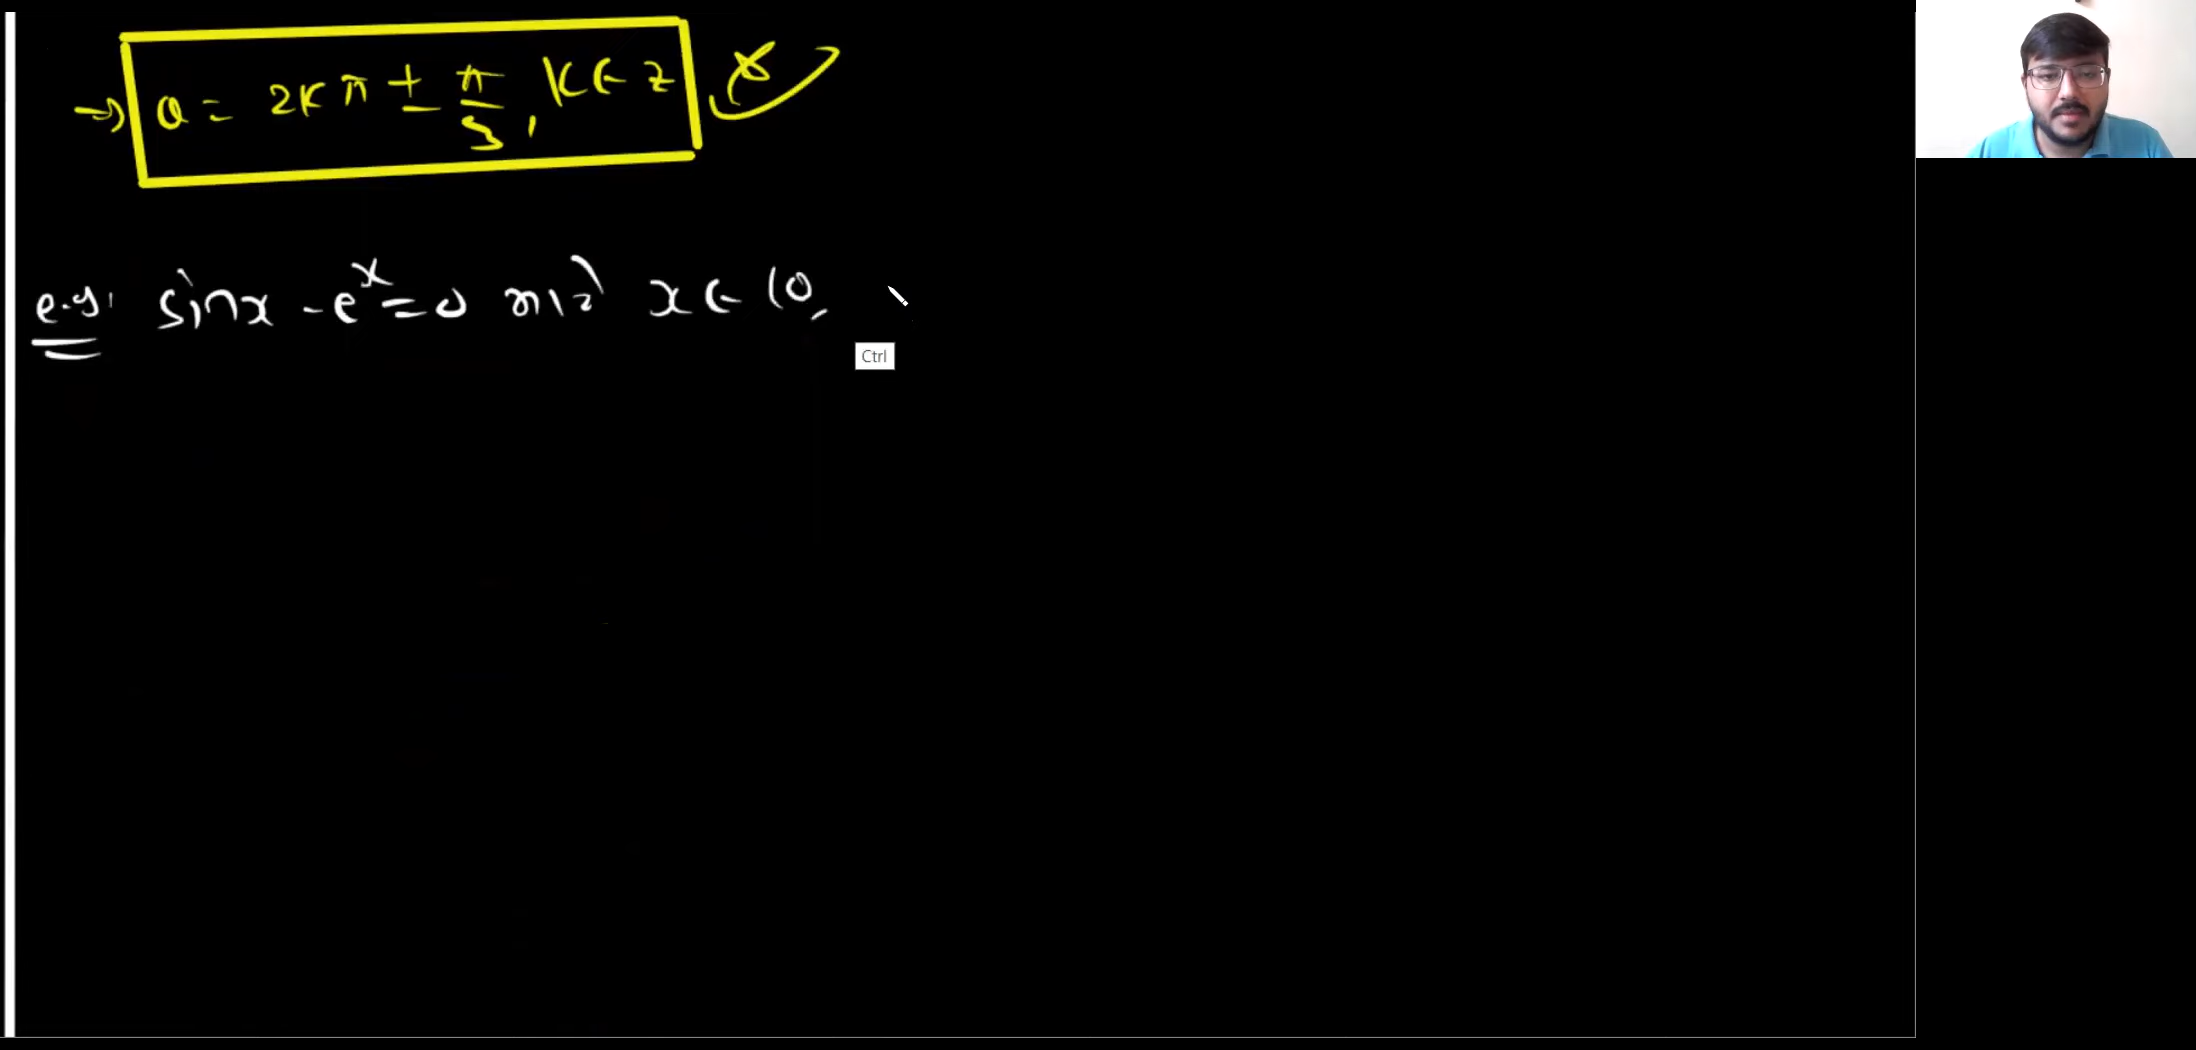 → θ = 2kπ ± π/3, k ∈ z
e.g. sinx - e^x = 0 માટે x ∈ (0,
Ctrl